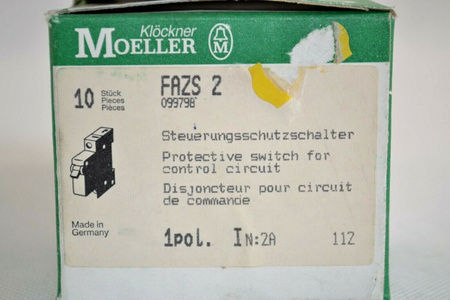 Klöckner
MOELLER
10 Stück
Pieces
Pièces
FAZS 2
099798
Steuerungsschutzschalter
Protective switch for
control circuit
Disjoncteur pour circuit
de commande
Made in
Germany
1pol. IN:2A 11Z